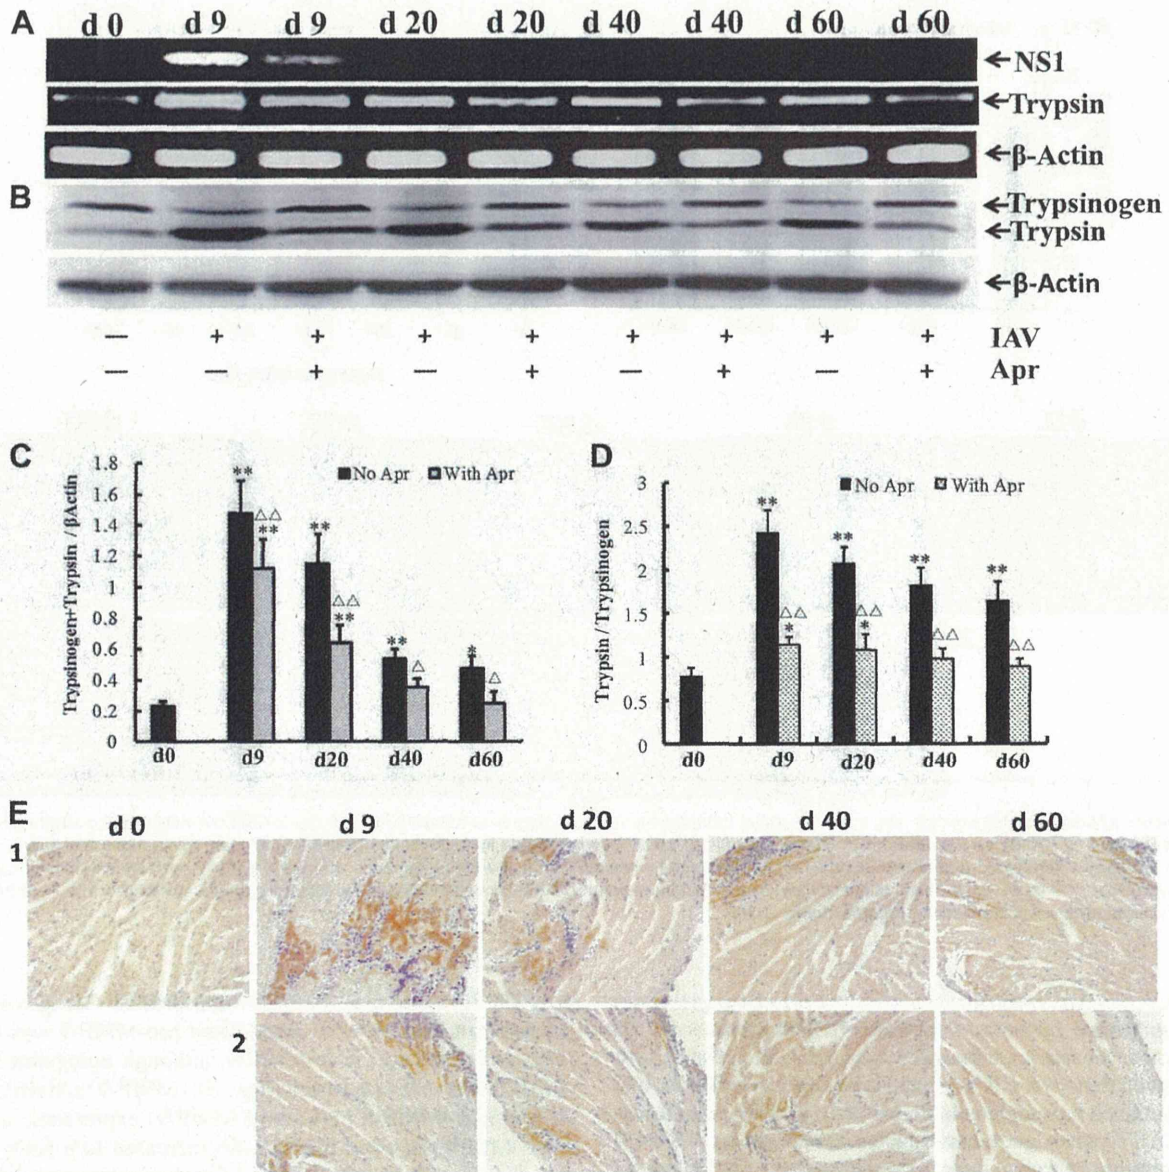 A d 0 d 9 d 9 d 20 d 20 d 40 d 40 d 60 d 60
←NS1
←Trypsin
←β-Actin
B
←Trypsinogen
←Trypsin
←β-Actin
— + + + + + + + + IAV
— — + — + — + — + Apr
C
Trypsinogen+Trypsin /βActin
1.8
1.6
1.4
1.2
1
0.8
0.6
0.4
0.2
0
No Apr With Apr
**
△△
**
**
△△
**
**
△
*
△
d0 d9 d20 d40 d60
D
Trypsin / Trypsinogen
3
2.5
2
1.5
1
0.5
0
No Apr With Apr
**
△△
*
**
△△
*
**
△△
**
△△
d0 d9 d20 d40 d60
E
d 0 d 9 d 20 d 40 d 60
1
2